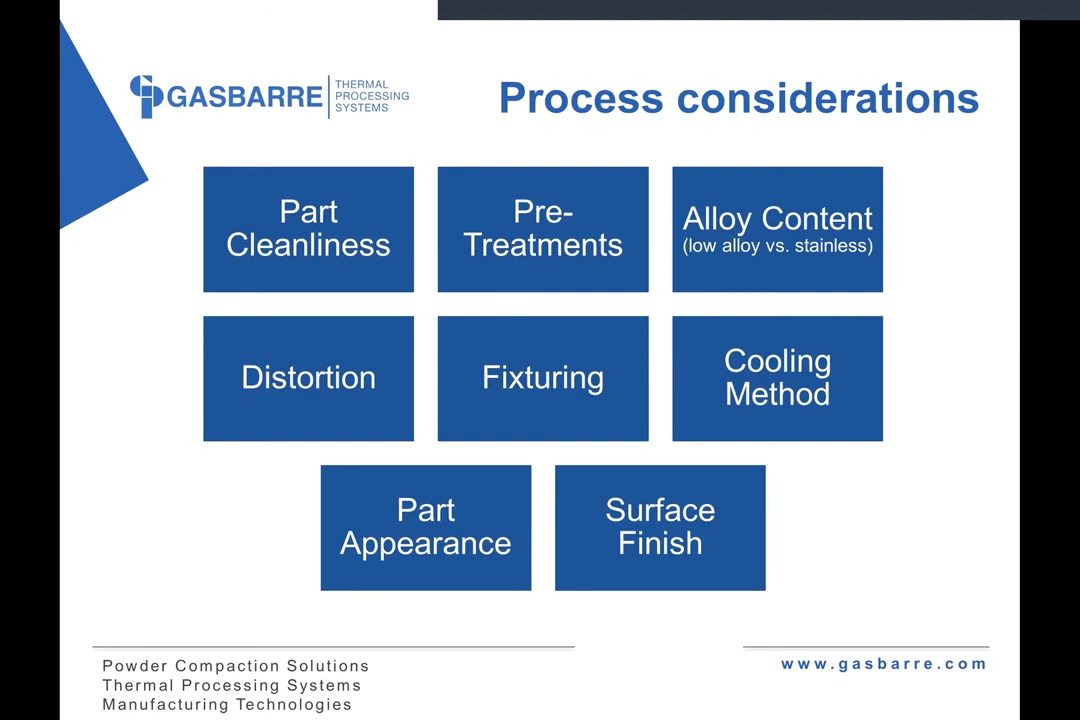 GASBARRE
THERMAL
PROCESSING
SYSTEMS
Process considerations
Part
Cleanliness
Pre-
Treatments
Alloy Content
(low alloy vs. stainless)
Distortion
Fixturing
Cooling
Method
Part
Appearance
Surface
Finish
Powder Compaction Solutions
Thermal Processing Systems
Manufacturing Technologies
www.gasbarre.com